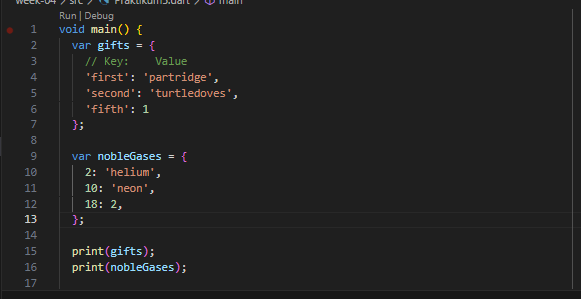 week-04 / src / Praktikum5.dart / main
Run | Debug
1 void main() {
2 var gifts = {
3 // Key:    Value
4 'first': 'partridge',
5 'second': 'turtledoves',
6 'fifth': 1
7 };
8
9 var nobleGases = {
10 2: 'helium',
11 10: 'neon',
12 18: 2,
13 };
14
15 print(gifts);
16 print(nobleGases);
17